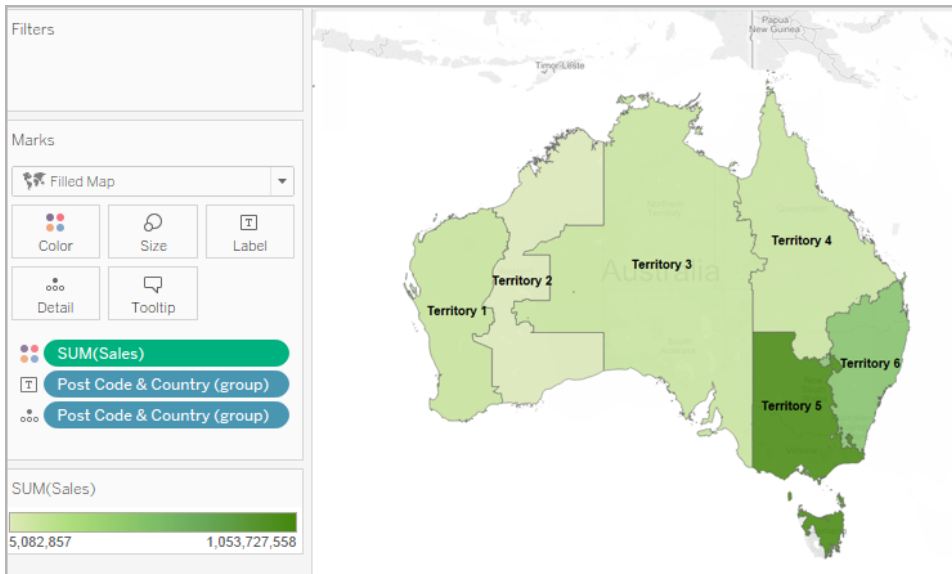 Filters
Marks
Filled Map
Color
Size
Label
Detail
Tooltip
SUM(Sales)
Post Code & Country (group)
Post Code & Country (group)
SUM(Sales)
5,082,857
1,053,727,558
Papua
New Guinea
Timor-Leste
Northern
Territory
Australia
Territory 1
Territory 2
Territory 3
Territory 4
Territory 5
Territory 6